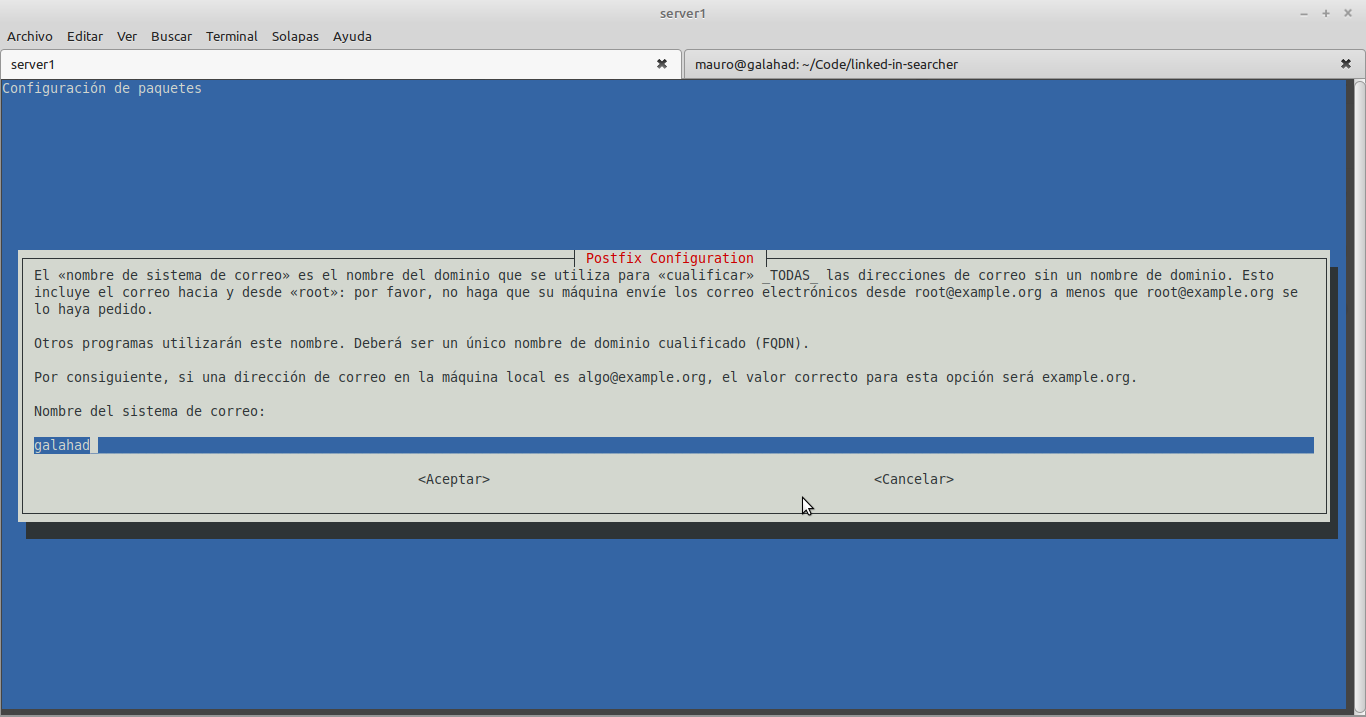 server1
Archivo Editar Ver Buscar Terminal Solapas Ayuda
server1
mauro@galahad: ~/Code/linked-in-searcher
Configuración de paquetes
Postfix Configuration
El «nombre de sistema de correo» es el nombre del dominio que se utiliza para «cualificar» _TODAS_ las direcciones de correo sin un nombre de dominio. Esto
incluye el correo hacia y desde «root»: por favor, no haga que su máquina envíe los correo electrónicos desde root@example.org a menos que root@example.org se
lo haya pedido.
Otros programas utilizarán este nombre. Deberá ser un único nombre de dominio cualificado (FQDN).
Por consiguiente, si una dirección de correo en la máquina local es algo@example.org, el valor correcto para esta opción será example.org.
Nombre del sistema de correo:
galahad_
<Aceptar> <Cancelar>